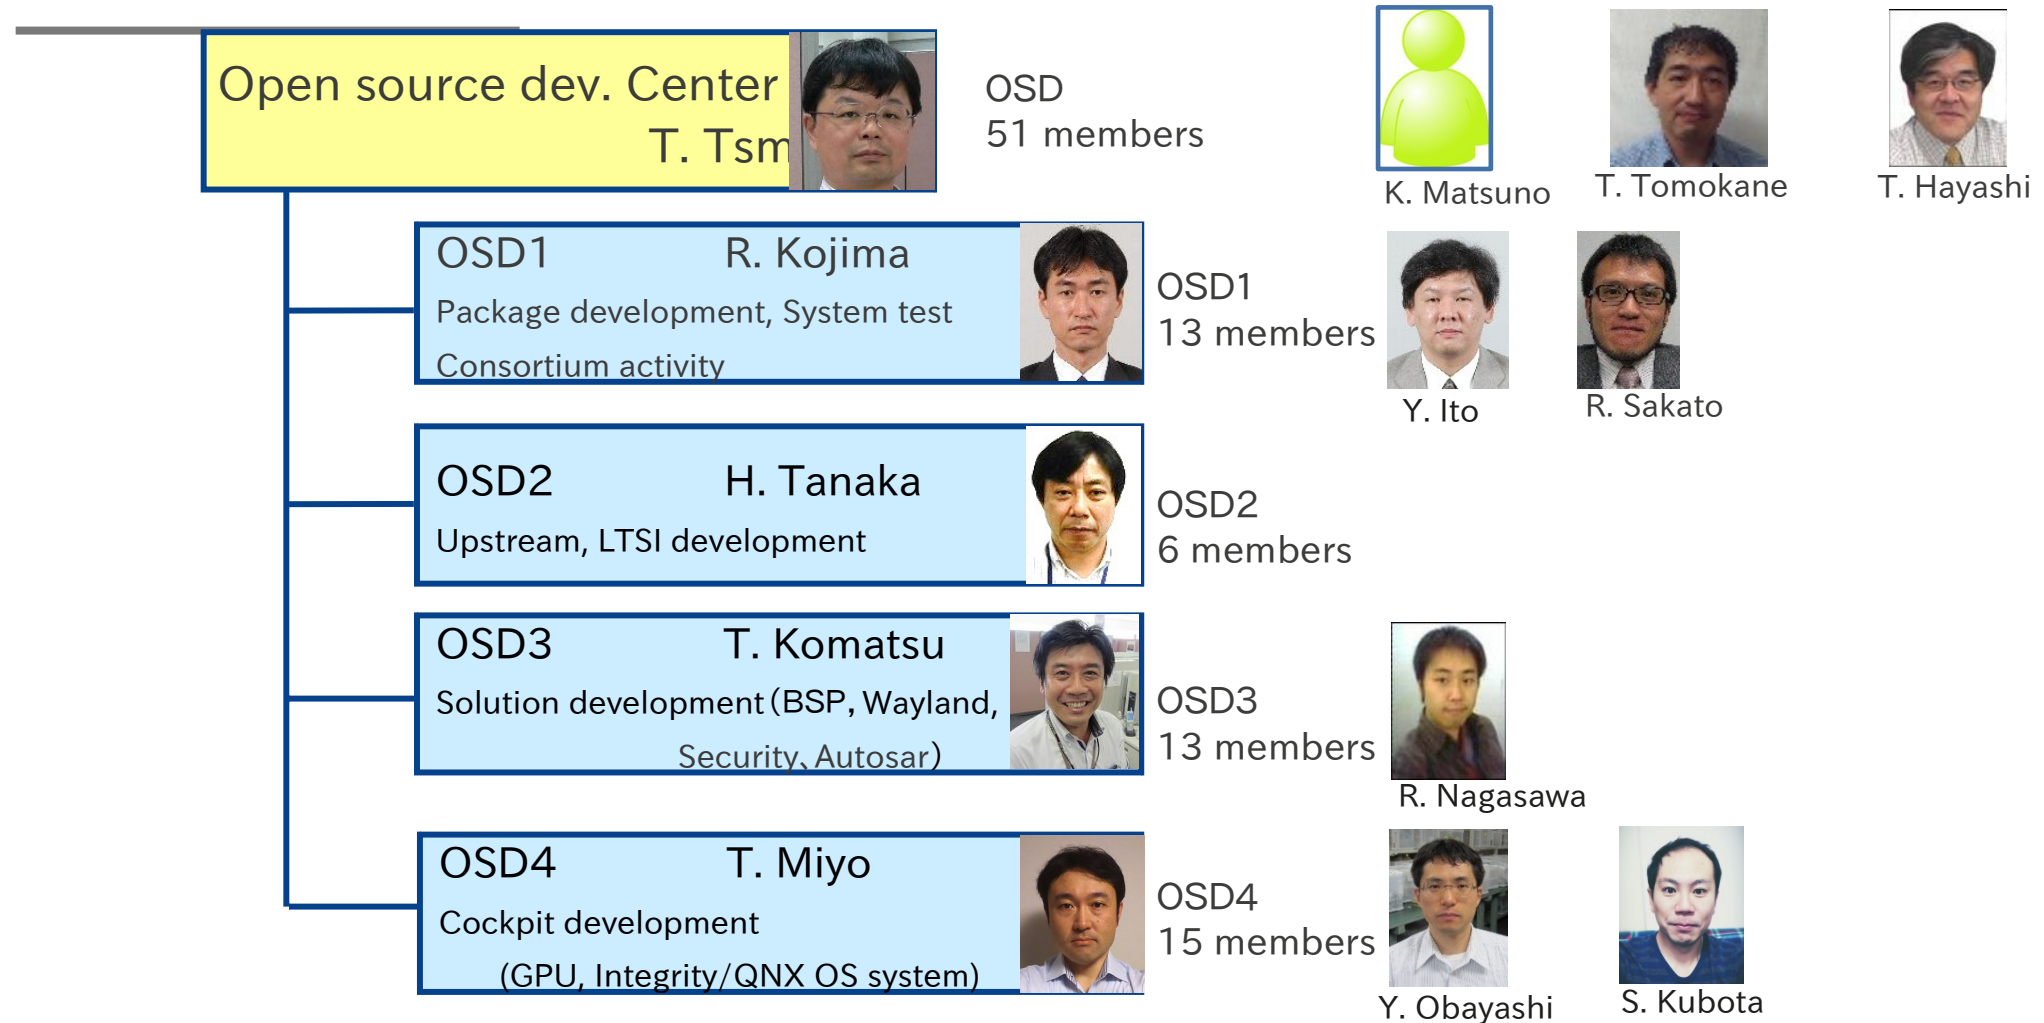 Open source dev. Center
T. Tsm
OSD
51 members
K. Matsuno
T. Tomokane
T. Hayashi
OSD1 R. Kojima
Package development, System test
Consortium activity
OSD1
13 members
Y. Ito
R. Sakato
OSD2 H. Tanaka
Upstream, LTSI development
OSD2
6 members
OSD3 T. Komatsu
Solution development(BSP, Wayland,
Security、Autosar)
OSD3
13 members
R. Nagasawa
OSD4 T. Miyo
Cockpit development
(GPU, Integrity/QNX OS system)
OSD4
15 members
Y. Obayashi
S. Kubota